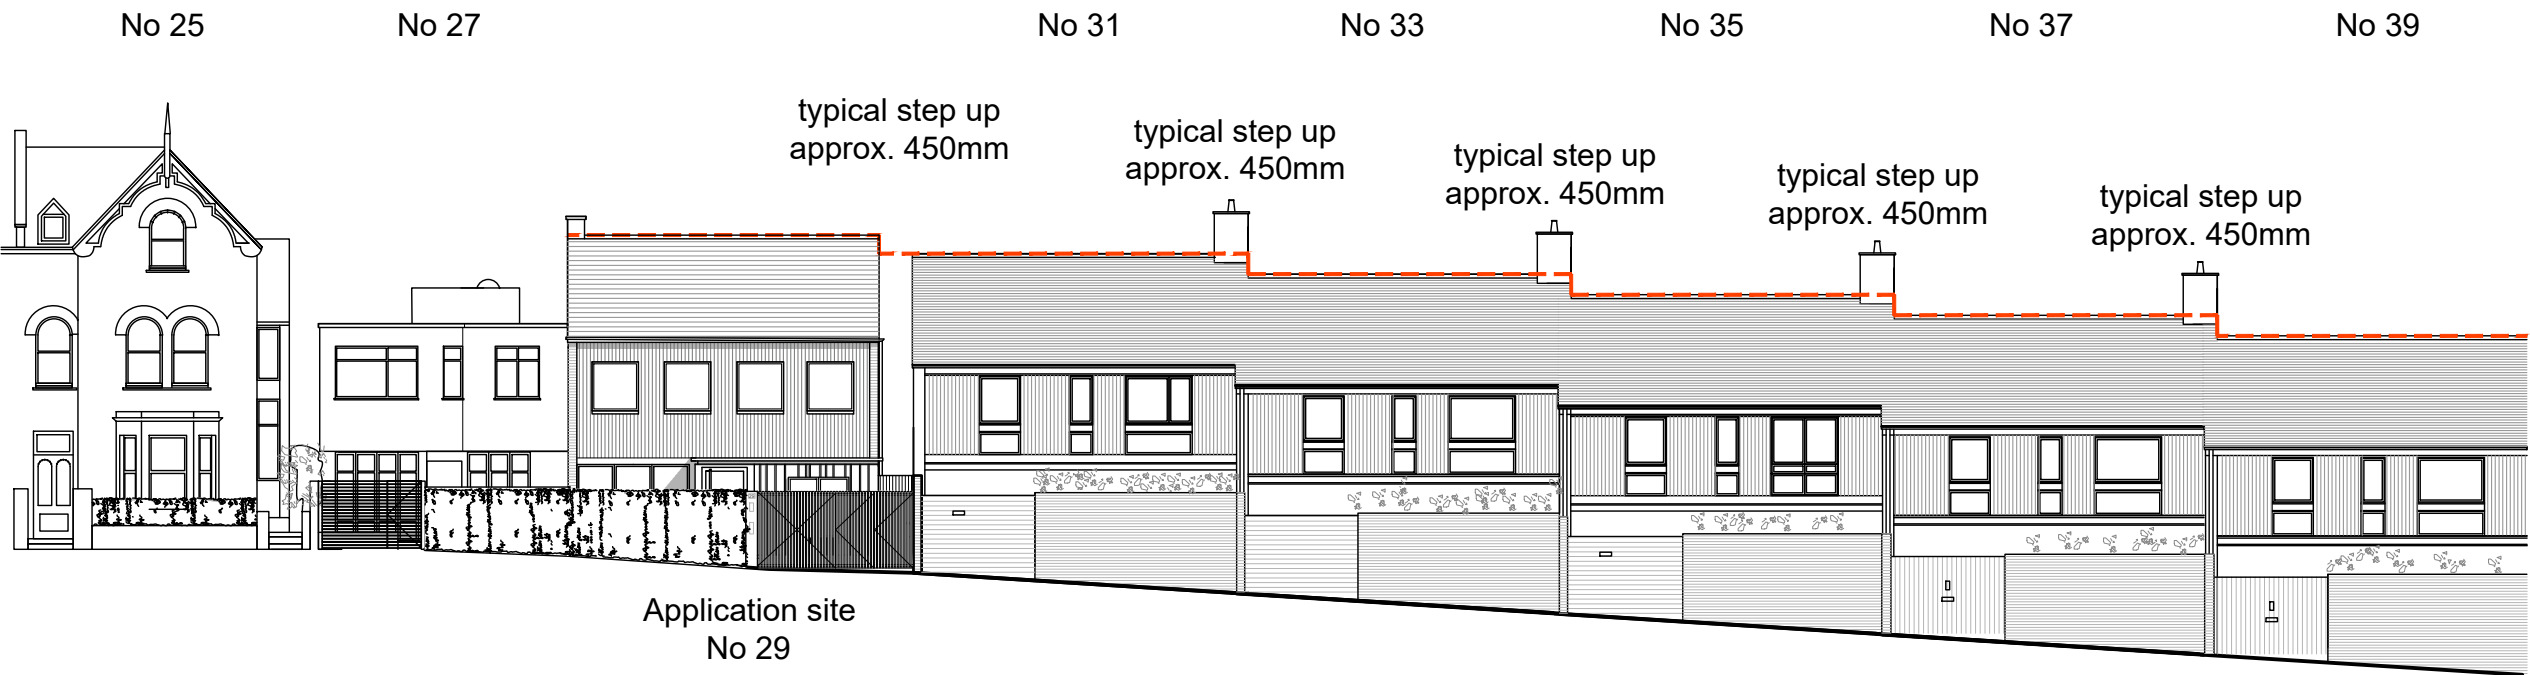 No 25
No 27
No 31
No 33
No 35
No 37
No 39
typical step up
approx. 450mm
typical step up
approx. 450mm
typical step up
approx. 450mm
typical step up
approx. 450mm
typical step up
approx. 450mm
Application site
No 29